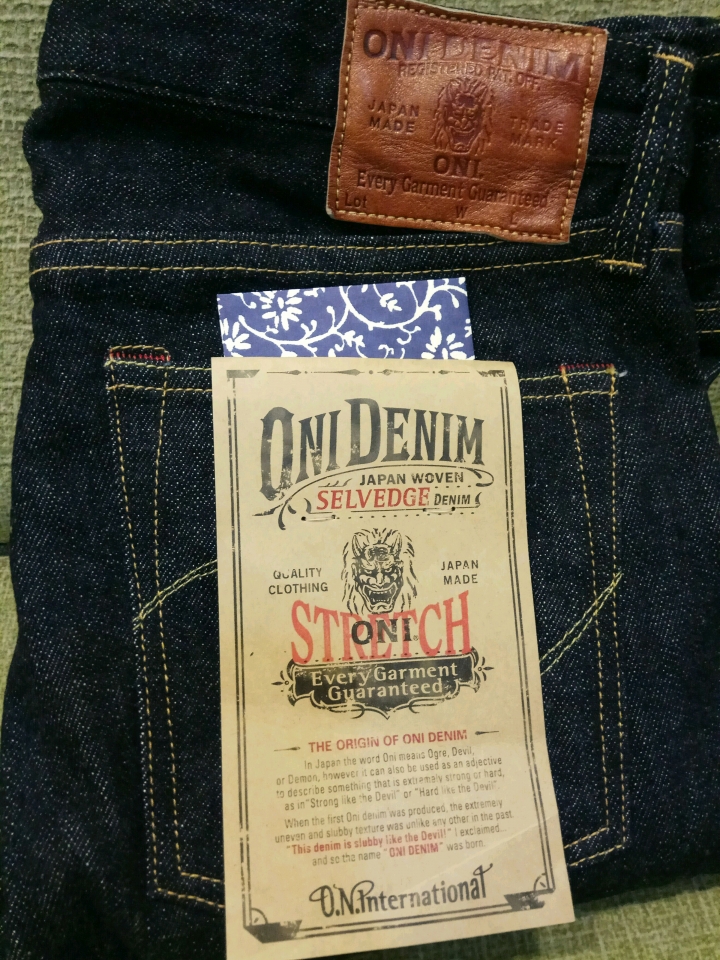 ONI DENIM
REGISTERED PAT. OFF.
JAPAN MADE
TRADE MARK
ONI.
Every Garment Guaranteed
Lot W L
ONI DENIM
JAPAN WOVEN
SELVEDGE DENIM
QUALITY CLOTHING
JAPAN MADE
STRETCH
ONI.
Every Garment
Guaranteed
THE ORIGIN OF ONI DENIM
In Japan the word Oni means Ogre, Devil,
or Demon, however it can also be used as an adjective
to describe something that is extremely strong or hard,
as in "Strong like the Devil" or "Hard like the Devil".
When the first Oni denim was produced, the extremely
uneven and slubby texture was unlike any other in the past.
"This denim is slubby like the Devil!" I exclaimed...
and so the name "ONI DENIM" was born.
O.N.International